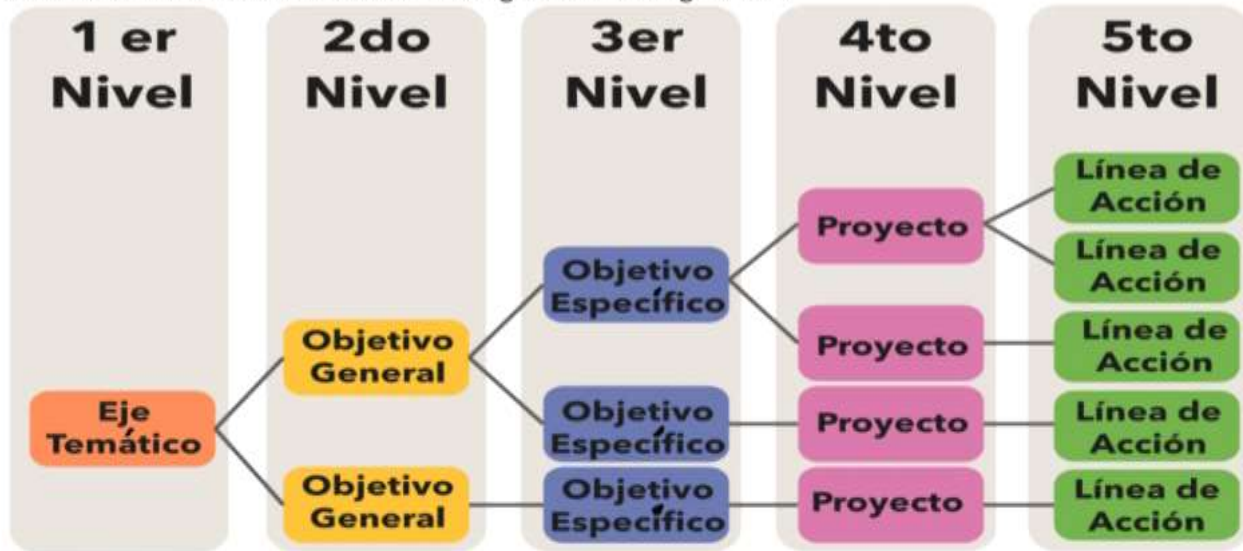 1 er
Nivel
2do
Nivel
3er
Nivel
4to
Nivel
5to
Nivel
Eje
Temático
Objetivo
General
Objetivo
General
Objetivo
Específico
Objetivo
Específico
Objetivo
Específico
Proyecto
Proyecto
Proyecto
Proyecto
Línea de
Acción
Línea de
Acción
Línea de
Acción
Línea de
Acción
Línea de
Acción